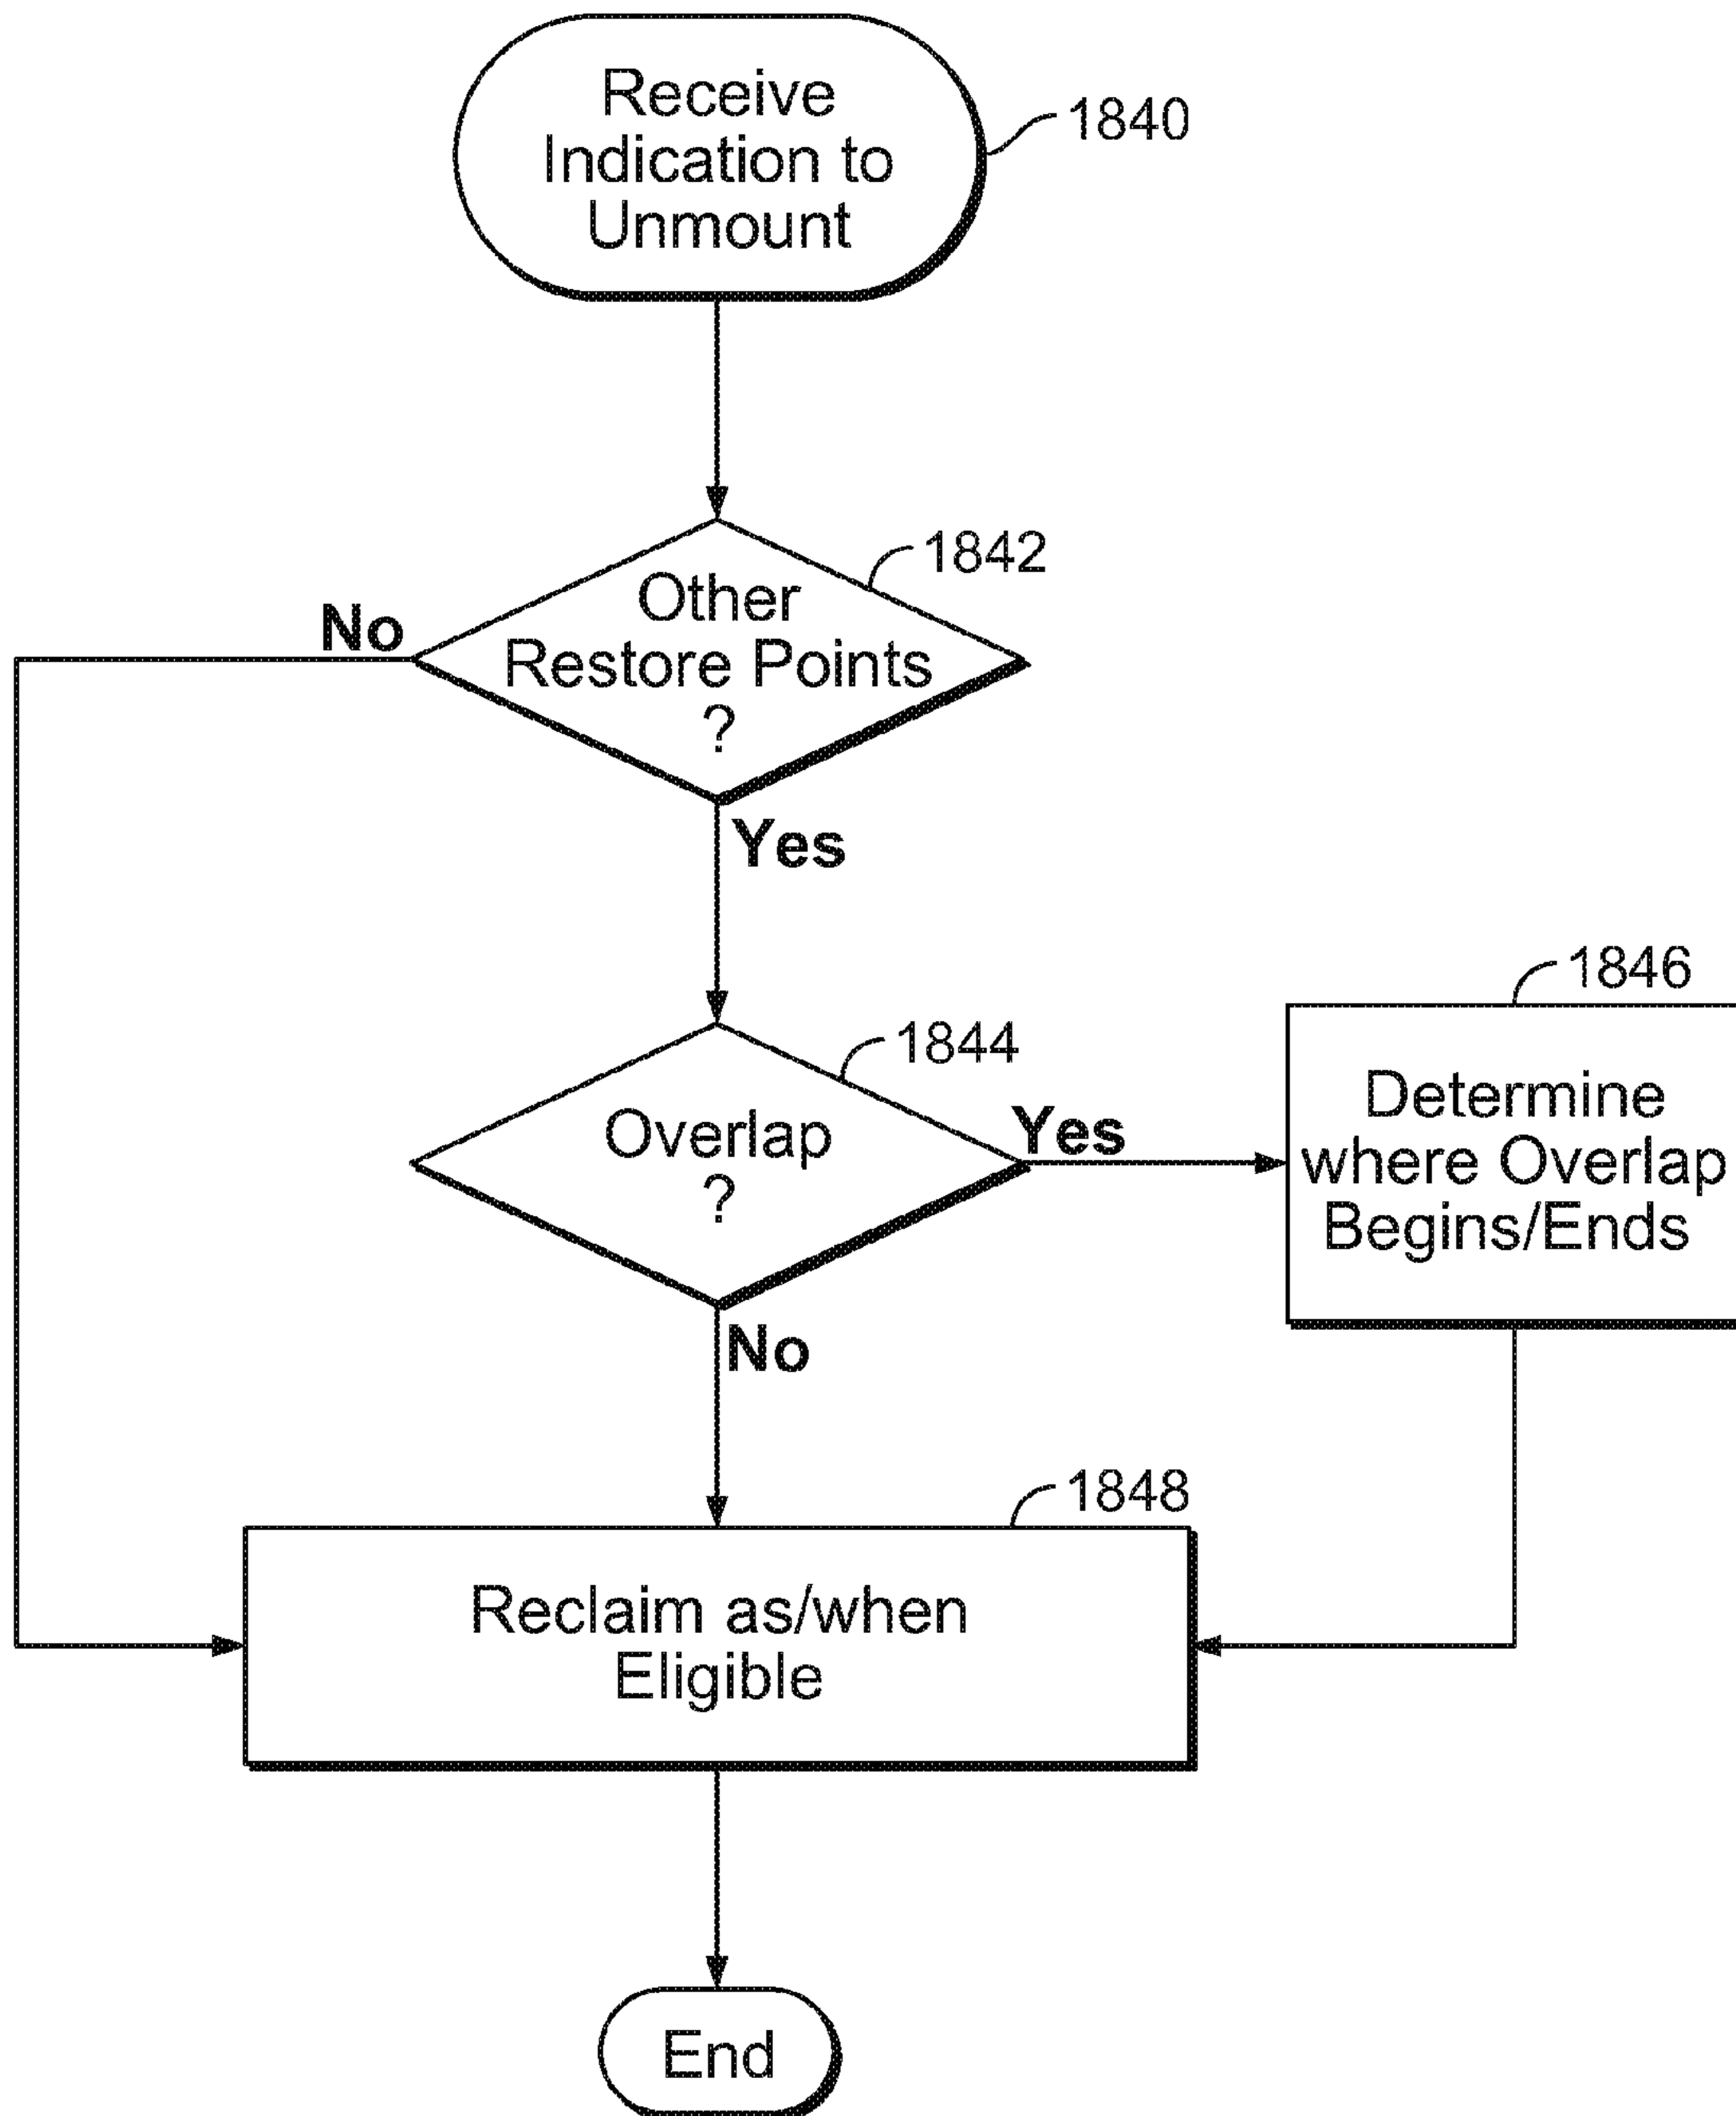 Receive
Indication to
Unmount
1840
1842
Other
Restore Points
?
No
Yes
1844
Overlap
?
Yes
No
1846
Determine
where Overlap
Begins/Ends
1848
Reclaim as/when
Eligible
End